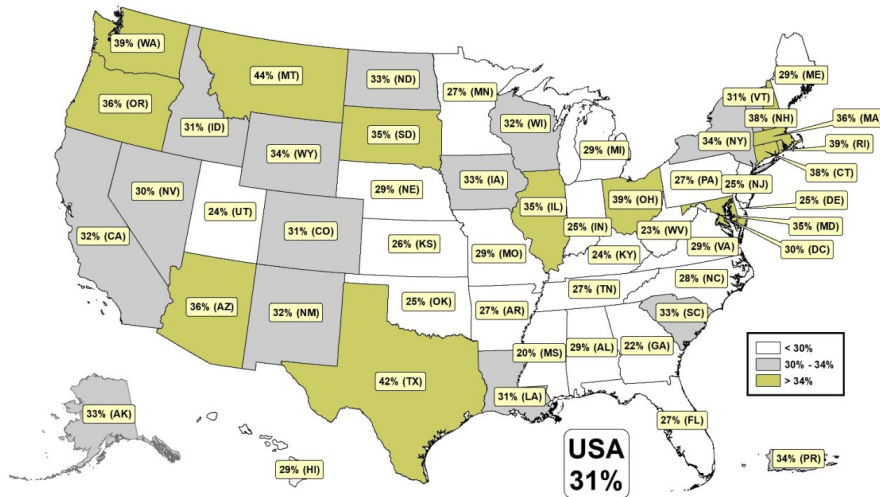 39% (WA)
44% (MT)
33% (ND)
27% (MN)
29% (ME)
31% (VT)
36% (OR)
31% (ID)
35% (SD)
32% (WI)
38% (NH)
36% (MA)
34% (WY)
29% (MI)
34% (NY)
39% (RI)
33% (IA)
38% (CT)
30% (NV)
29% (NE)
27% (PA)
25% (NJ)
24% (UT)
35% (IL)
39% (OH)
25% (DE)
32% (CA)
31% (CO)
25% (IN)
23% (WV)
35% (MD)
26% (KS)
29% (MO)
24% (KY)
29% (VA)
30% (DC)
28% (NC)
36% (AZ)
32% (NM)
25% (OK)
27% (AR)
27% (TN)
33% (SC)
20% (MS)
29% (AL)
22% (GA)
< 30%
30% - 34%
> 34%
42% (TX)
31% (LA)
33% (AK)
27% (FL)
29% (HI)
USA
31%
34% (PR)